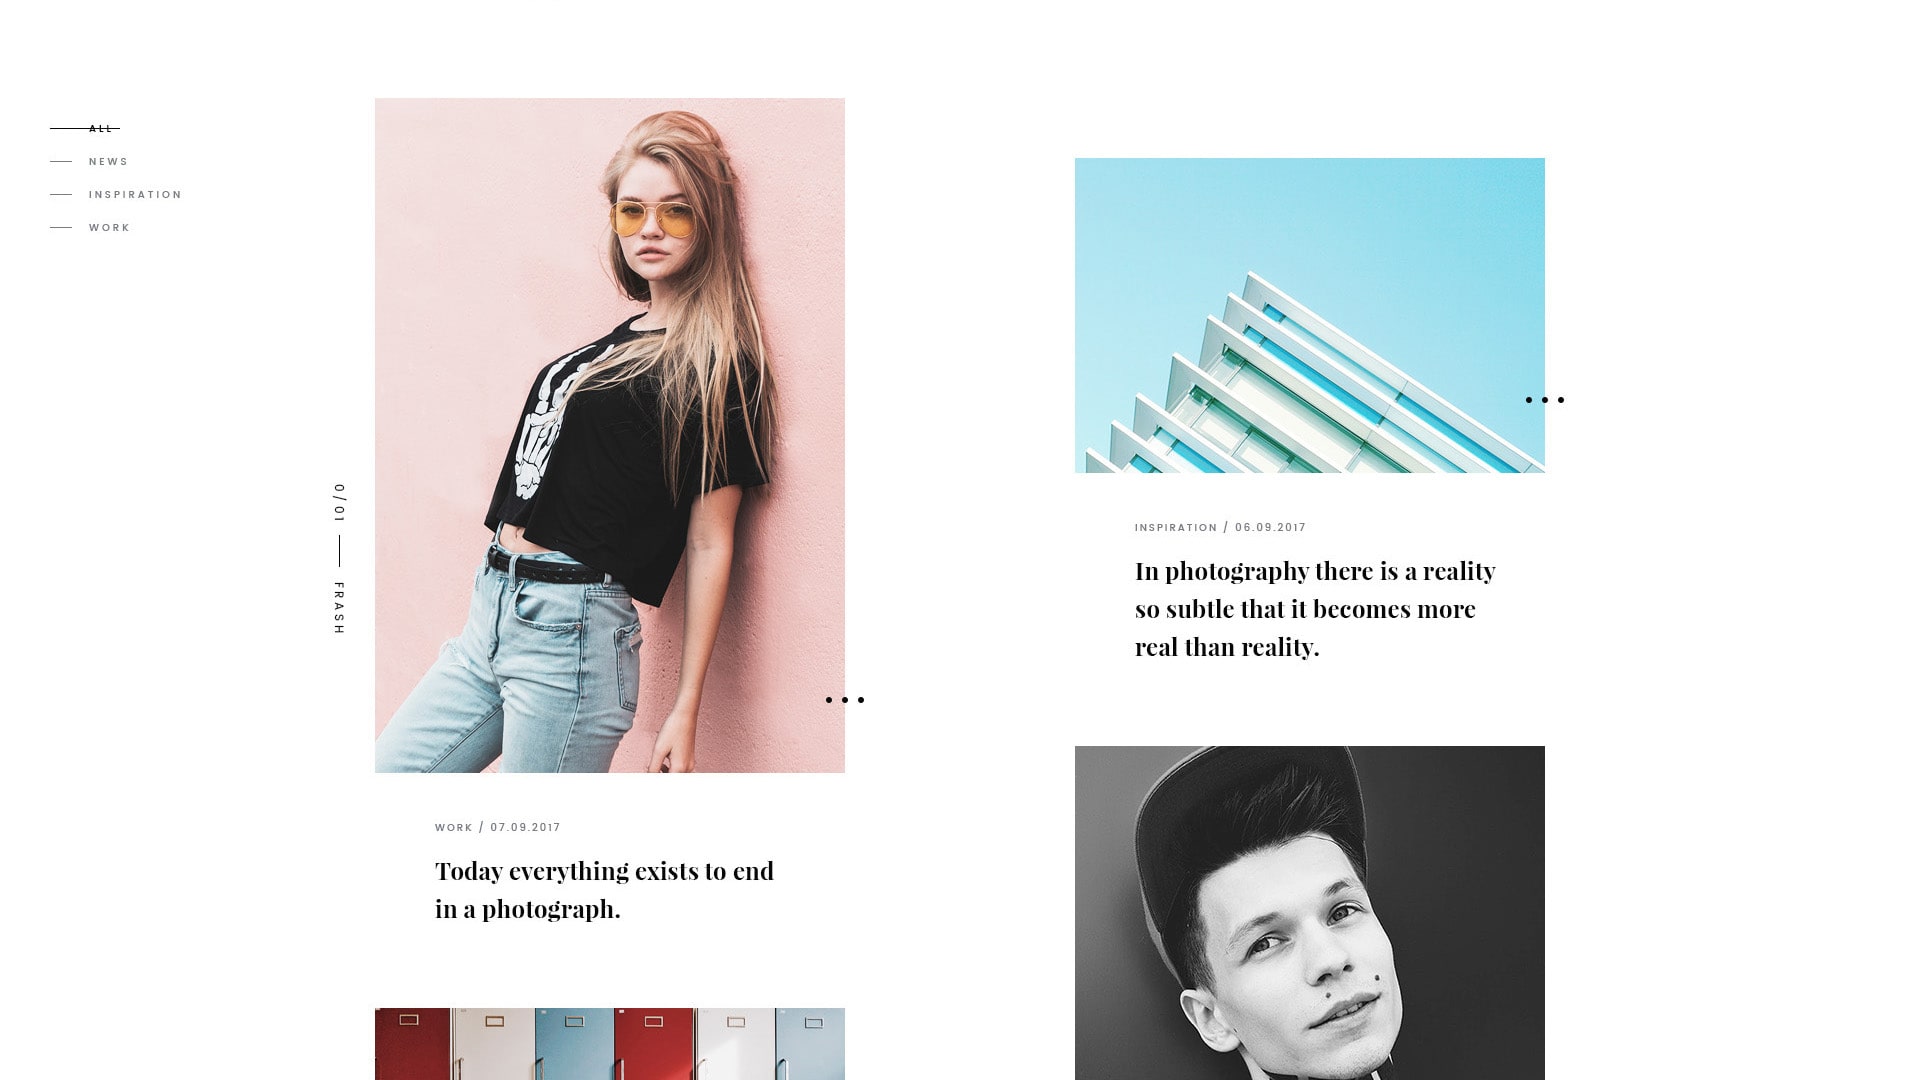 ALL
NEWS
INSPIRATION
WORK
0/01 — FRASH
WORK / 07.09.2017
Today everything exists to end
in a photograph.
INSPIRATION / 06.09.2017
In photography there is a reality
so subtle that it becomes more
real than reality.